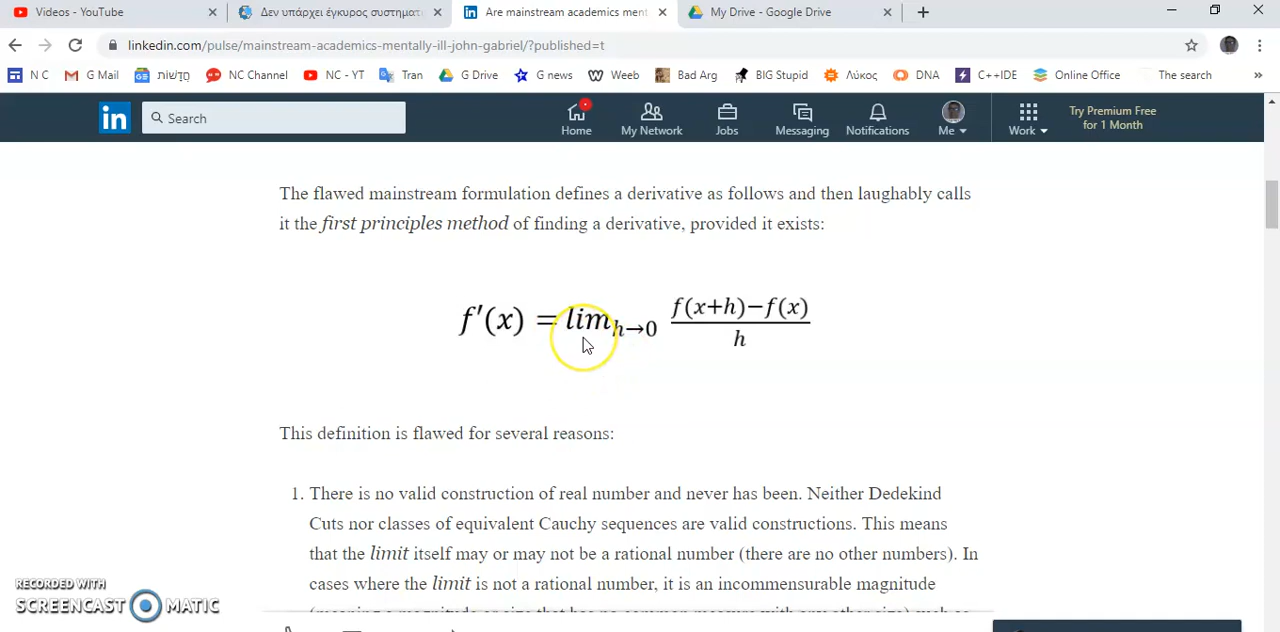 Videos - YouTube
Δεν υπάρχει έγκυρος συστηματ
Are mainstream academics ment
My Drive - Google Drive
linkedin.com/pulse/mainstream-academics-mentally-ill-john-gabriel/?published=t
N C
G Mail
חֲדָשׁוֹת
NC Channel
NC - YT
Tran
G Drive
G news
Weeb
Bad Arg
BIG Stupid
Λύκος
DNA
C++IDE
Online Office
The search
»
in
Search
Home
My Network
Jobs
Messaging
Notifications
Me
Work
Try Premium Free
for 1 Month
The flawed mainstream formulation defines a derivative as follows and then laughably calls
it the first principles method of finding a derivative, provided it exists:
f'(x) = lim h→0 f(x+h)−f(x) / h
This definition is flawed for several reasons:
1. There is no valid construction of real number and never has been. Neither Dedekind
Cuts nor classes of equivalent Cauchy sequences are valid constructions. This means
that the limit itself may or may not be a rational number (there are no other numbers). In
cases where the limit is not a rational number, it is an incommensurable magnitude
RECORDED WITH
SCREENCAST MATIC